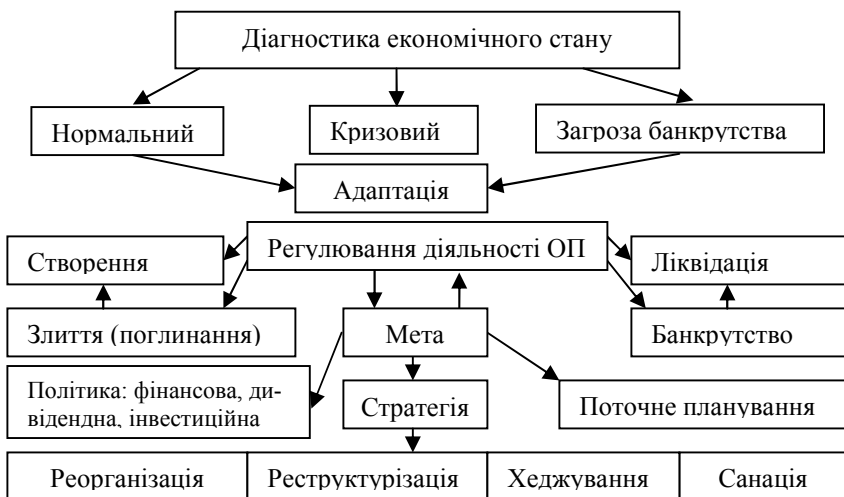 Діагностика економічного стану
Нормальний
Кризовий
Загроза банкрутства
Адаптація
Регулювання діяльності ОП
Створення
Ліквідація
Злиття (поглинання)
Мета
Банкрутство
Політика: фінансова, ди-
відендна, інвестиційна
Стратегія
Поточне планування
Реорганізація
Реструктурізація
Хеджування
Санація